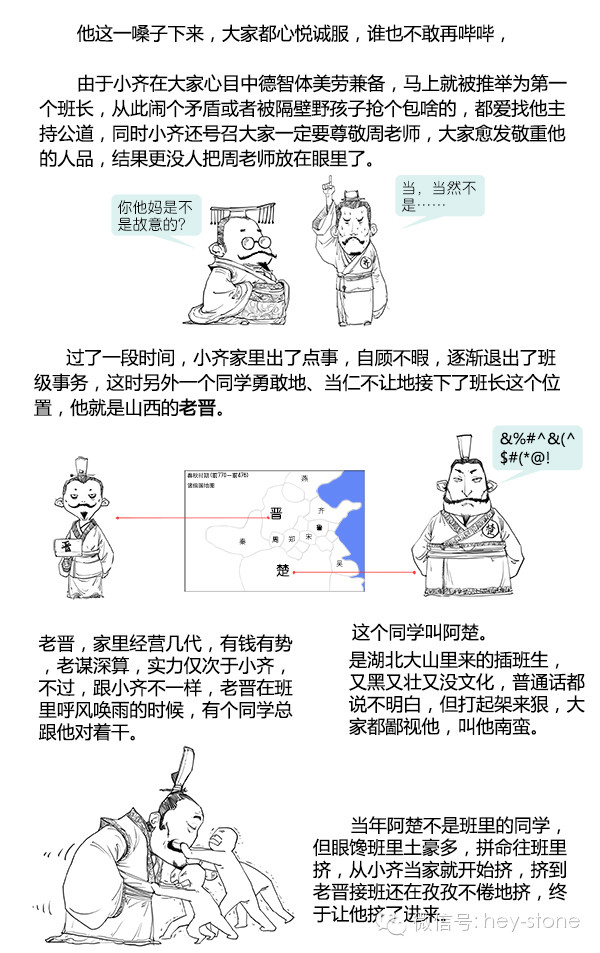 他这一嗓子下来，大家都心悦诚服，谁也不敢再哔哔，
由于小齐在大家心目中德智体美劳兼备，马上就被推举为第一
个班长，从此闹个矛盾或者被隔壁野孩子抢个包啥的，都爱找他主
持公道，同时小齐还号召大家一定要尊敬周老师，大家愈发敬重他
的人品，结果更没人把周老师放在眼里了。
你他妈是不
是故意的？
当，当然不
是……
齐
过了一段时间，小齐家里出了点事，自顾不暇，逐渐退出了班
级事务，这时另外一个同学勇敢地、当仁不让地接下了班长这个位
置，他就是山西的老晋。
&%#^&(^
$#(*@!
春秋时期(前770—前476)
诸侯国地图
燕
晋
齐
鲁
秦
周
郑
宋
楚
吴
晋
楚
老晋，家里经营几代，有钱有势
，老谋深算，实力仅次于小齐，
不过，跟小齐不一样，老晋在班
里呼风唤雨的时候，有个同学总
跟他对着干。
这个同学叫阿楚。
是湖北大山里来的插班生，
又黑又壮又没文化，普通话都
说不明白，但打起架来狠，大
家都鄙视他，叫他南蛮。
当年阿楚不是班里的同学，
但眼馋班里土豪多，拼命往班里
挤，从小齐当家就开始挤，挤到
老晋接班还在孜孜不倦地挤，终
于让他挤了进来。
微信号: hey-stone